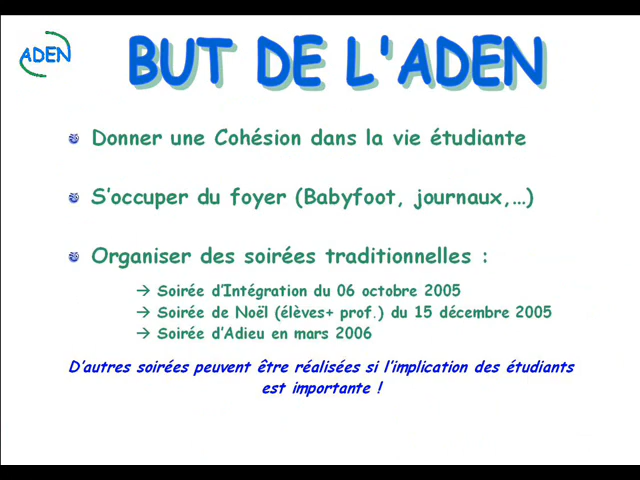 ADEN
BUT DE L'ADEN
Donner une Cohésion dans la vie étudiante
S'occuper du foyer (Babyfoot, journaux,...)
Organiser des soirées traditionnelles :
→ Soirée d'Intégration du 06 octobre 2005
→ Soirée de Noël (élèves+ prof.) du 15 décembre 2005
→ Soirée d'Adieu en mars 2006
D'autres soirées peuvent être réalisées si l'implication des étudiants
est importante !